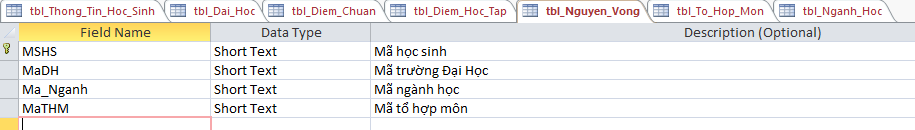 tbl_Thong_Tin_Hoc_Sinh tbl_Dai_Hoc tbl_Diem_Chuan tbl_Diem_Hoc_Tap tbl_Nguyen_Vong tbl_To_Hop_Mon tbl_Nganh_Hoc
Field Name Data Type Description (Optional)
MSHS Short Text Mã học sinh
MaDH Short Text Mã trường Đại Học
Ma_Nganh Short Text Mã ngành học
MaTHM Short Text Mã tổ hợp môn